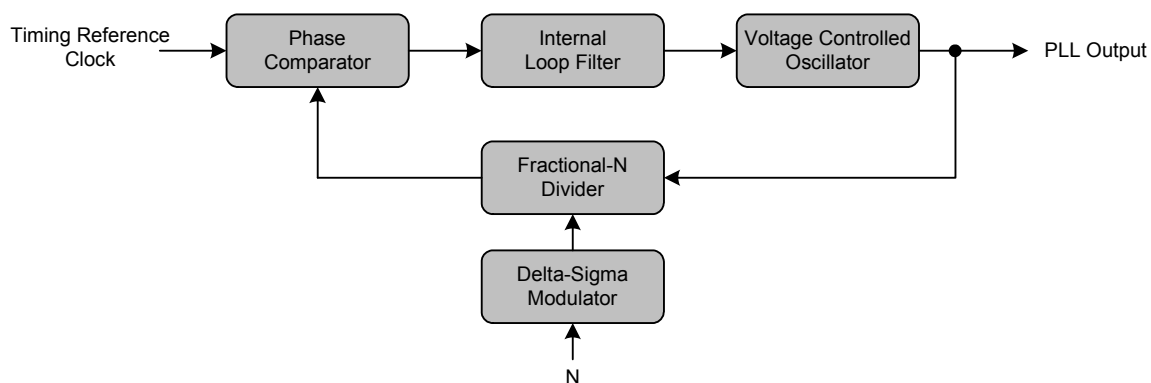 Timing Reference
Clock
Phase
Comparator
Internal
Loop Filter
Voltage Controlled
Oscillator
PLL Output
Fractional-N
Divider
Delta-Sigma
Modulator
N